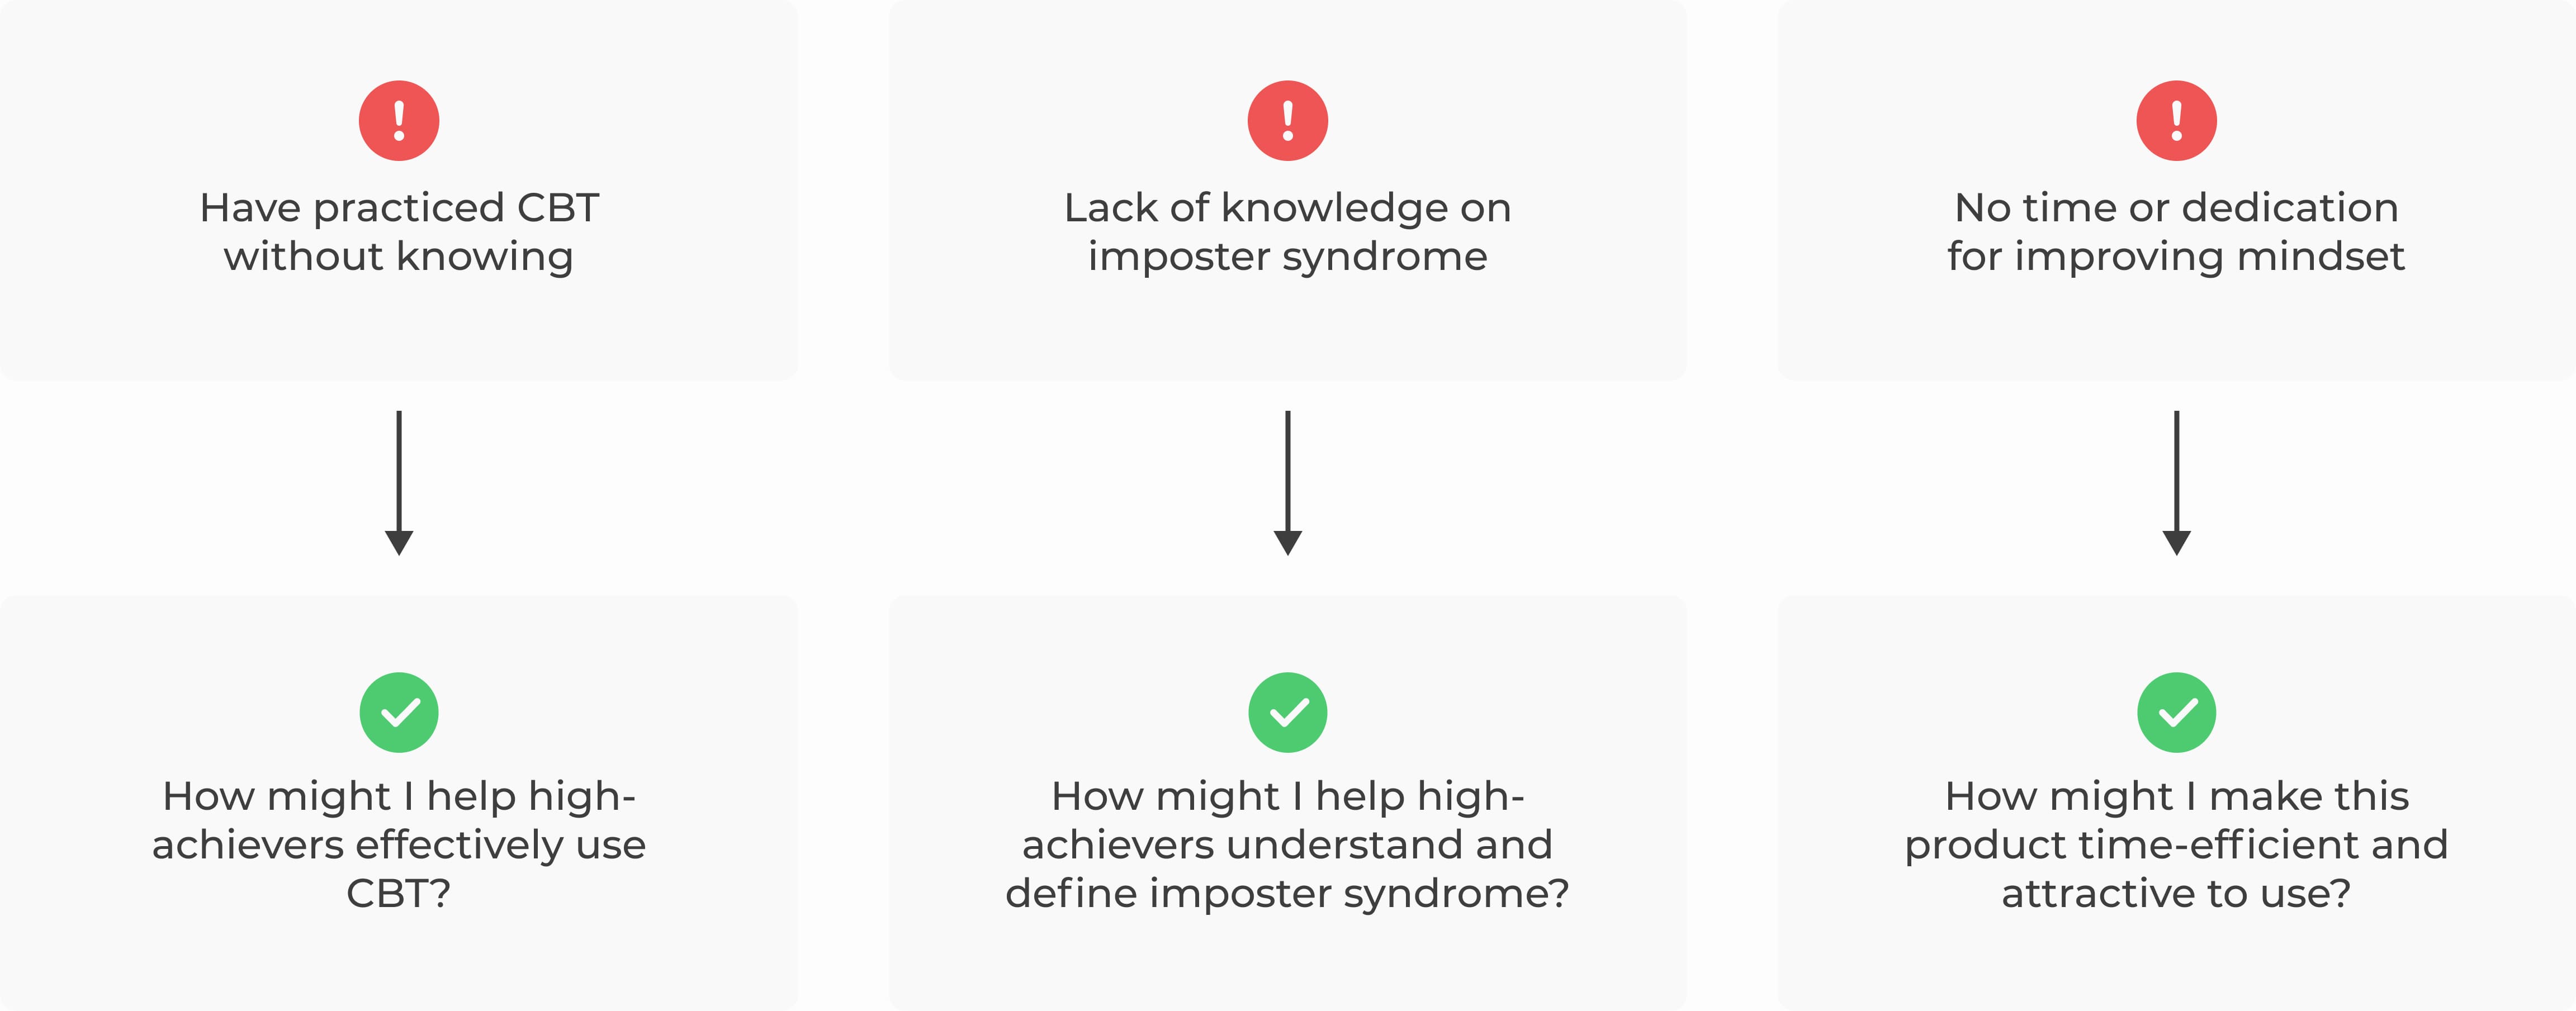 Have practiced CBT
without knowing
Lack of knowledge on
imposter syndrome
No time or dedication
for improving mindset
How might I help high-
achievers effectively use
CBT?
How might I help high-
achievers understand and
define imposter syndrome?
How might I make this
product time-efficient and
attractive to use?